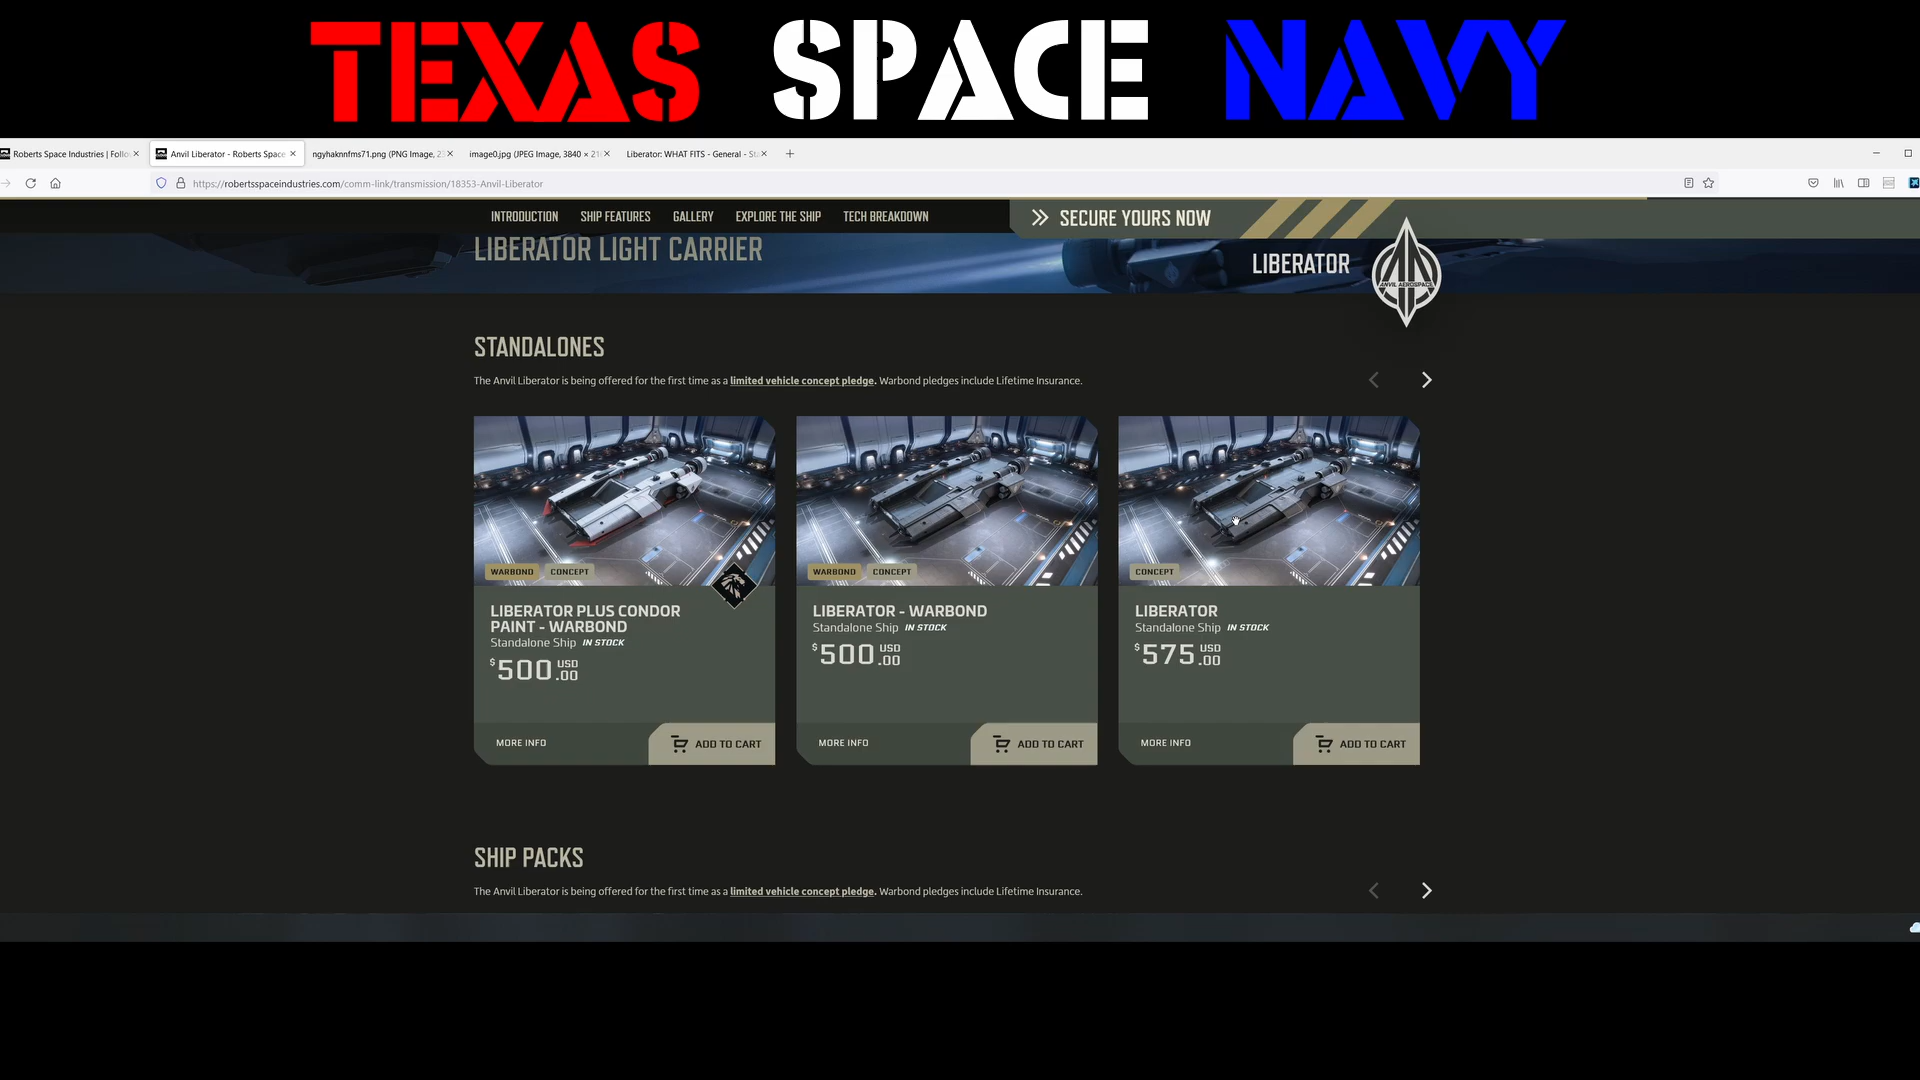 TEXAS SPACE NAVY
Roberts Space Industries | Follo
Anvil Liberator - Roberts Space
ngyhaknnfms71.png (PNG Image, 2
image0.jpg (JPEG Image, 3840 × 21
Liberator: WHAT FITS - General - St
https://robertsspaceindustries.com/comm-link/transmission/18353-Anvil-Liberator
INTRODUCTION SHIP FEATURES GALLERY EXPLORE THE SHIP TECH BREAKDOWN
SECURE YOURS NOW
LIBERATOR LIGHT CARRIER
LIBERATOR
ANVIL AEROSPACE
STANDALONES
The Anvil Liberator is being offered for the first time as a limited vehicle concept pledge. Warbond pledges include Lifetime Insurance.
WARBOND CONCEPT
LIBERATOR PLUS CONDOR
PAINT - WARBOND
Standalone Ship IN STOCK
$500.00 USD
MORE INFO
ADD TO CART
WARBOND CONCEPT
LIBERATOR - WARBOND
Standalone Ship IN STOCK
$500.00 USD
MORE INFO
ADD TO CART
CONCEPT
LIBERATOR
Standalone Ship IN STOCK
$575.00 USD
MORE INFO
ADD TO CART
SHIP PACKS
The Anvil Liberator is being offered for the first time as a limited vehicle concept pledge. Warbond pledges include Lifetime Insurance.